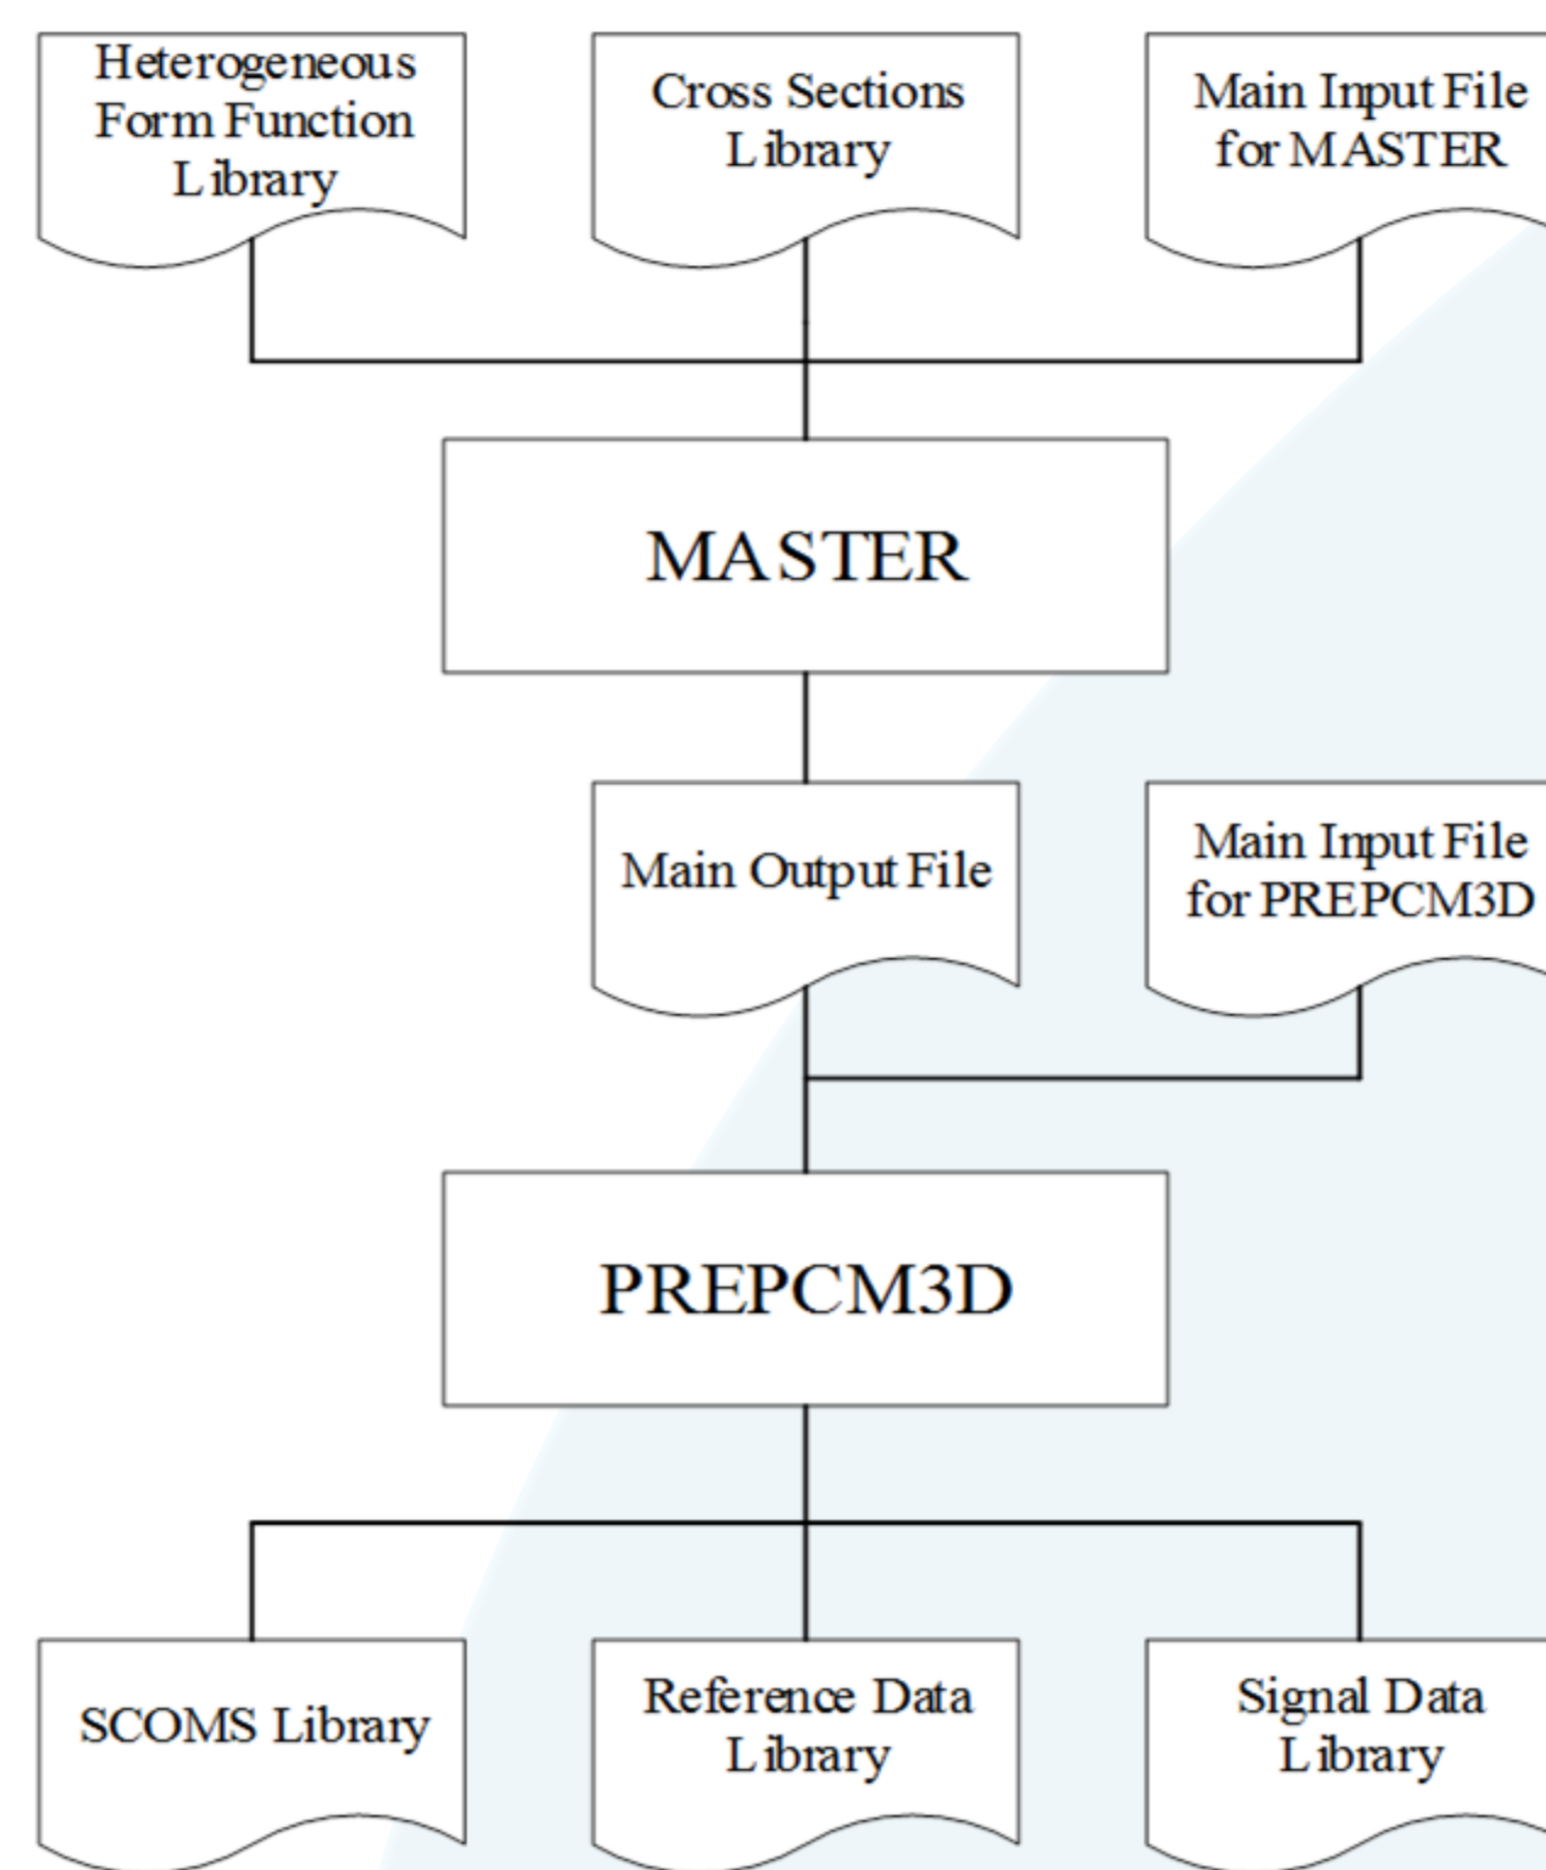 Heterogeneous
Form Function
Library
Cross Sections
Library
Main Input File
for MASTER
MASTER
Main Output File
Main Input File
for PREPCM3D
PREPCM3D
SCOMS Library
Reference Data
Library
Signal Data
Library